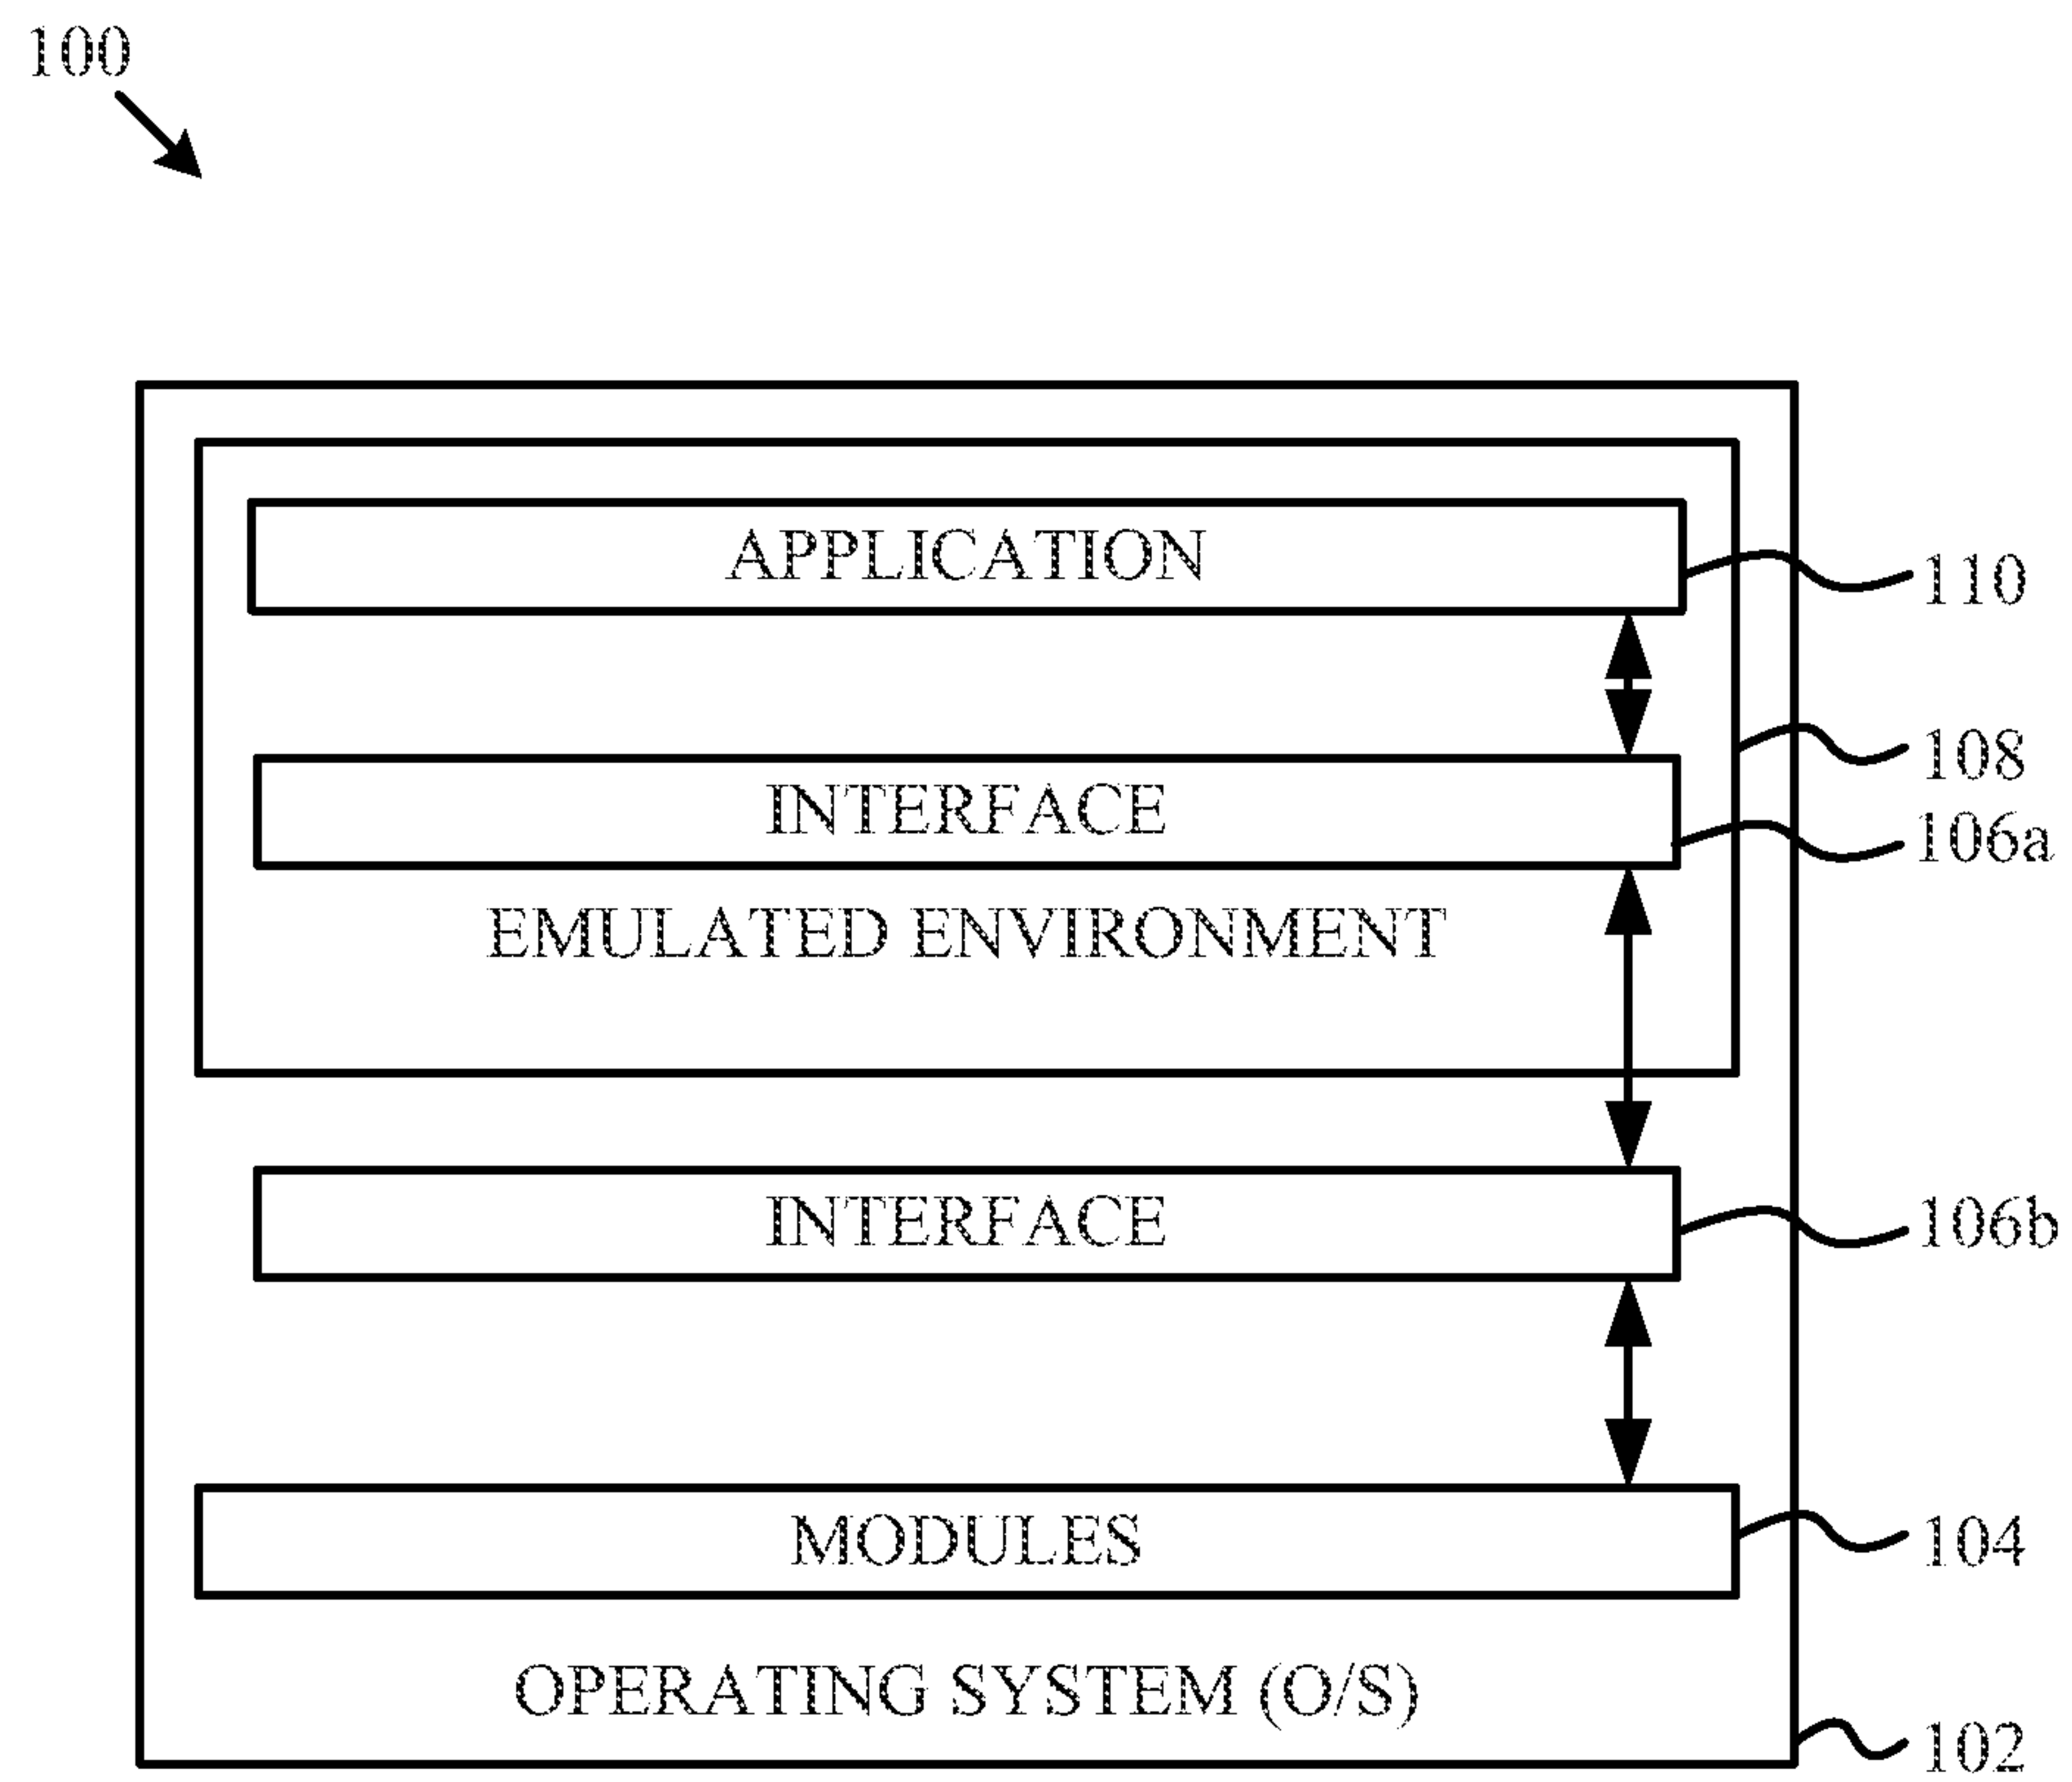 100
APPLICATION
110
108
INTERFACE
106a
EMULATED ENVIRONMENT
INTERFACE
106b
MODULES
104
OPERATING SYSTEM (O/S)
102